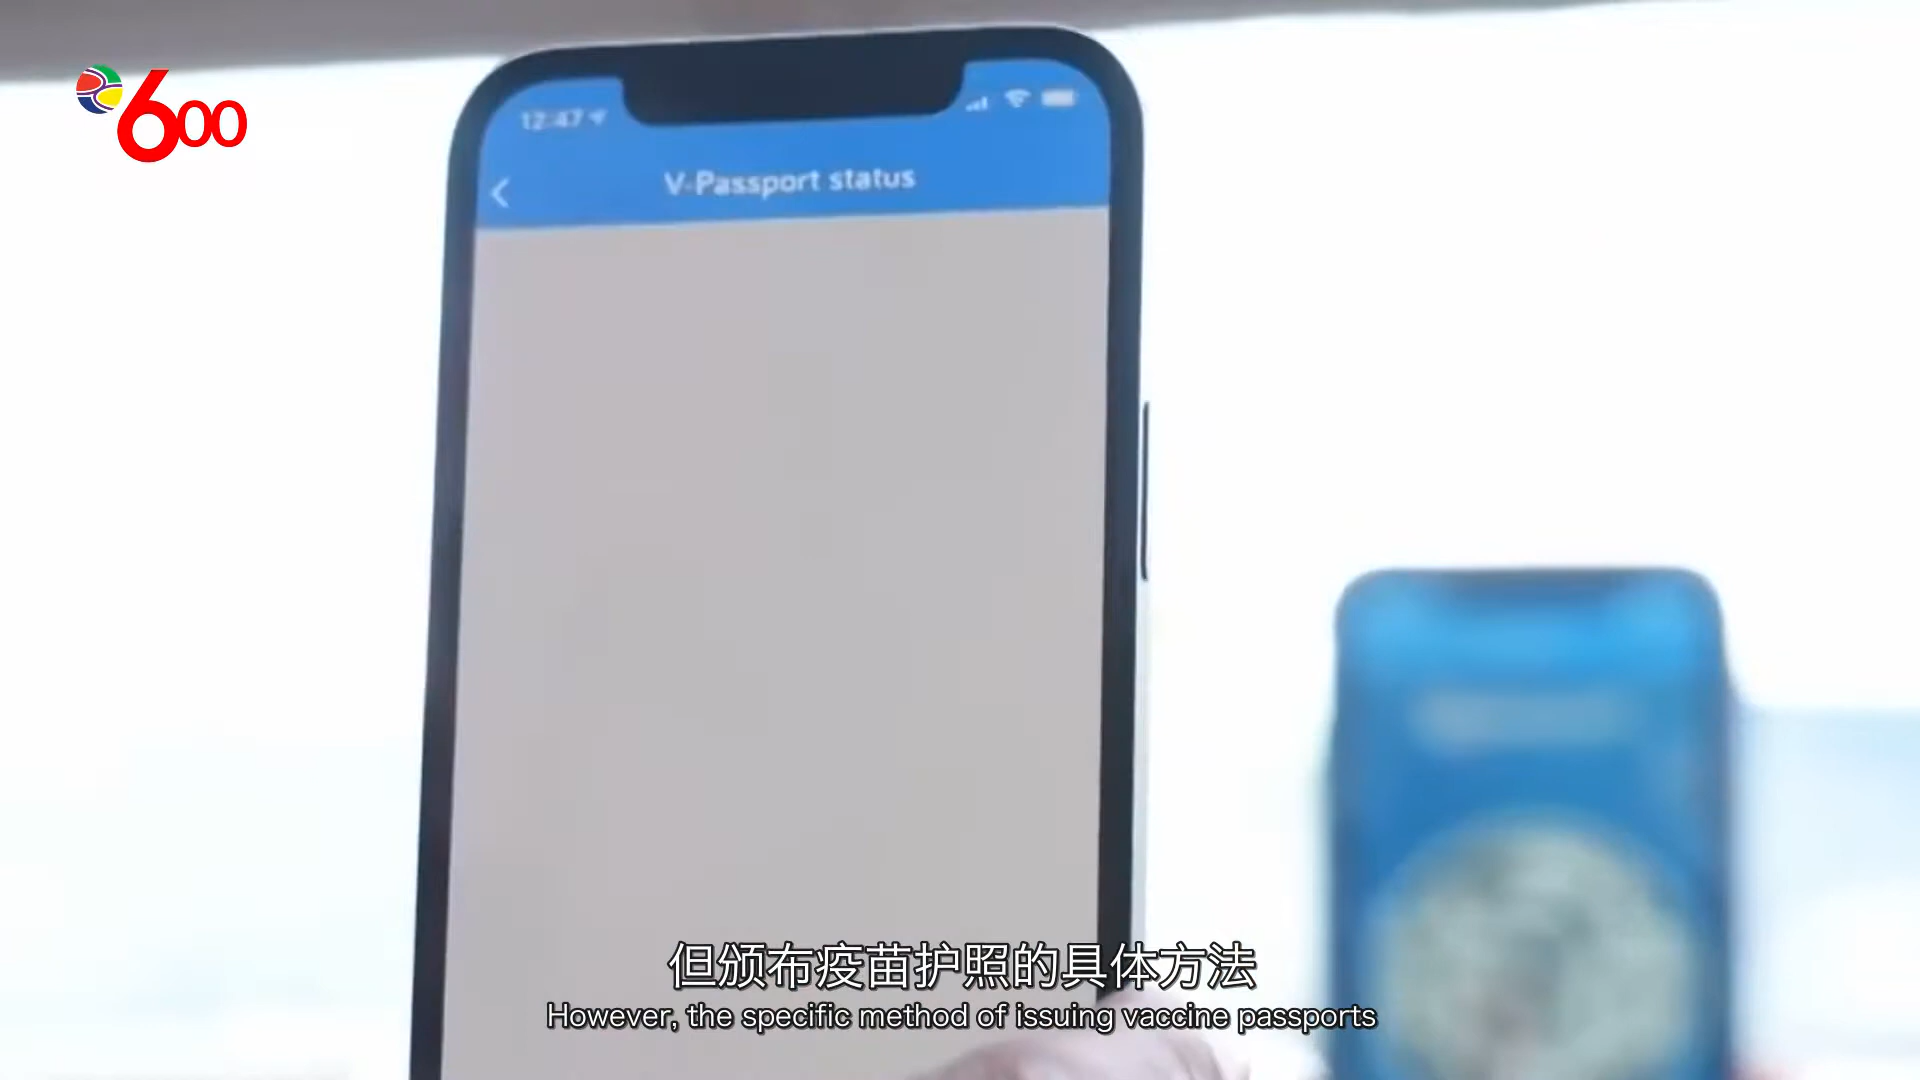 600
12:47
V-Passport status
但颁布疫苗护照的具体方法
However, the specific method of issuing vaccine passports